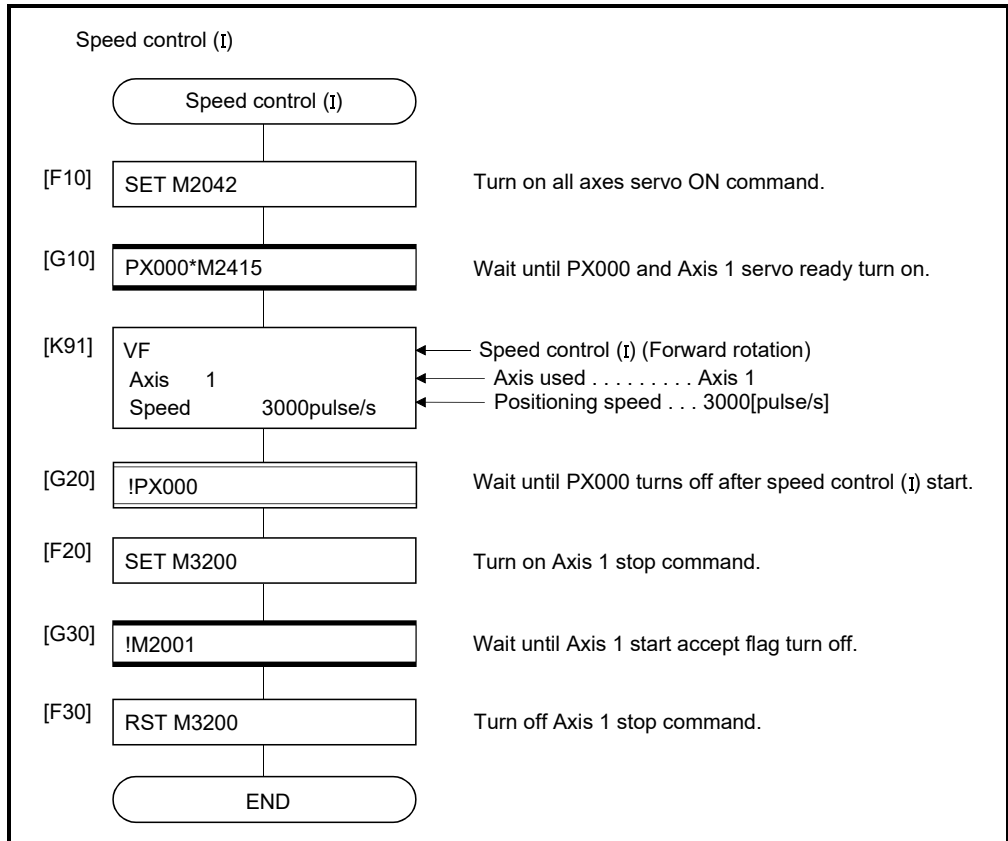 Speed control (I)
Speed control (I)
[F10] SET M2042 Turn on all axes servo ON command.
[G10] PX000*M2415 Wait until PX000 and Axis 1 servo ready turn on.
[K91] VF Speed control (I) (Forward rotation)
Axis 1 Axis used . . . . . . . . . Axis 1
Speed 3000pulse/s Positioning speed . . . 3000[pulse/s]
[G20] !PX000 Wait until PX000 turns off after speed control (I) start.
[F20] SET M3200 Turn on Axis 1 stop command.
[G30] !M2001 Wait until Axis 1 start accept flag turn off.
[F30] RST M3200 Turn off Axis 1 stop command.
END